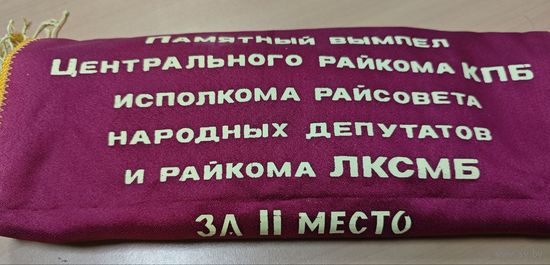 Памятный вымпел
Центрального райкома КПБ
исполкома райсовета
народных депутатов
и райкома ЛКСМБ
за II место